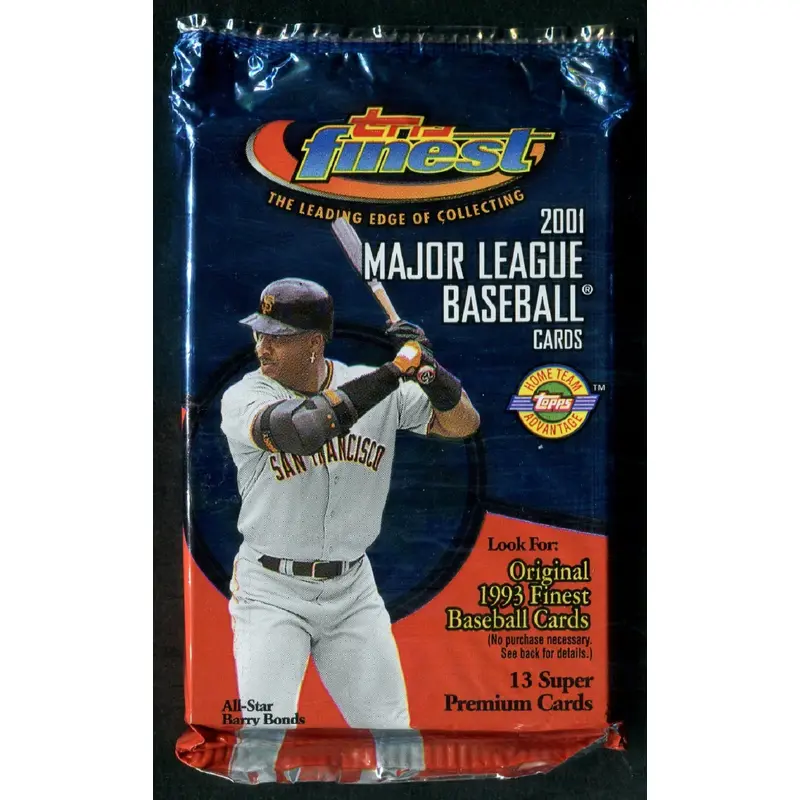 finest
THE LEADING EDGE OF COLLECTING
2001
MAJOR LEAGUE
BASEBALL®
CARDS
HOME TEAM
TOPPS
ADVANTAGE
TM
SF
SAN FRANCISCO
Look For:
Original
1993 Finest
Baseball Cards
(No purchase necessary.
See back for details.)
13 Super
Premium Cards
All-Star
Barry Bonds